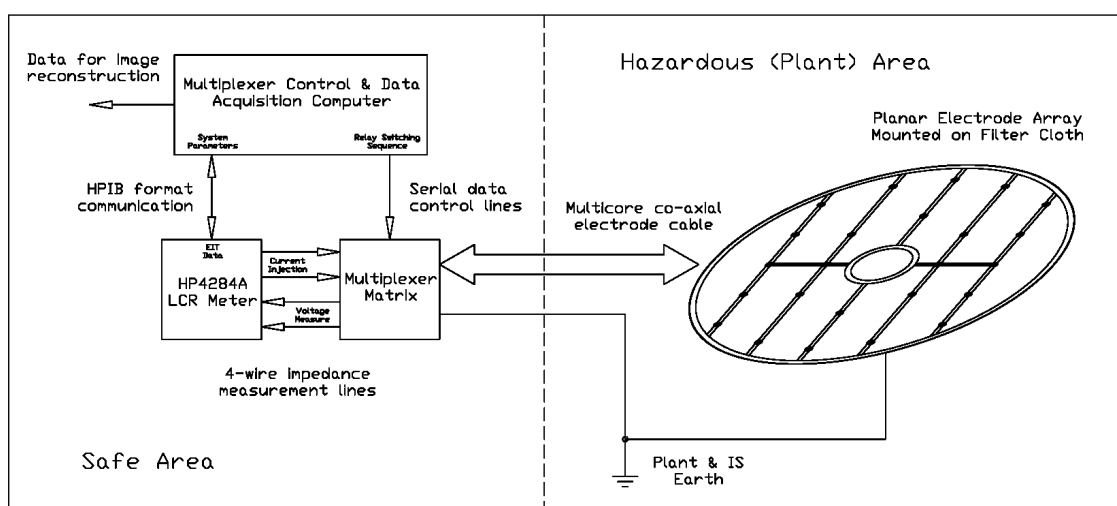 Data for Image
reconstruction
Multiplexer Control & Data
Acquisition Computer
System
Parameters
Relay Switching
Sequence
Hazardous (Plant) Area
Planar Electrode Array
Mounted on Filter Cloth
HPIB format
communication
Serial data
control lines
Multicore co-axial
electrode cable
EIT
Data
HP4284A
LCR Meter
Current
Injection
Voltage
Measure
Multiplexer
Matrix
4-wire impedance
measurement lines
Safe Area
Plant & IS
Earth